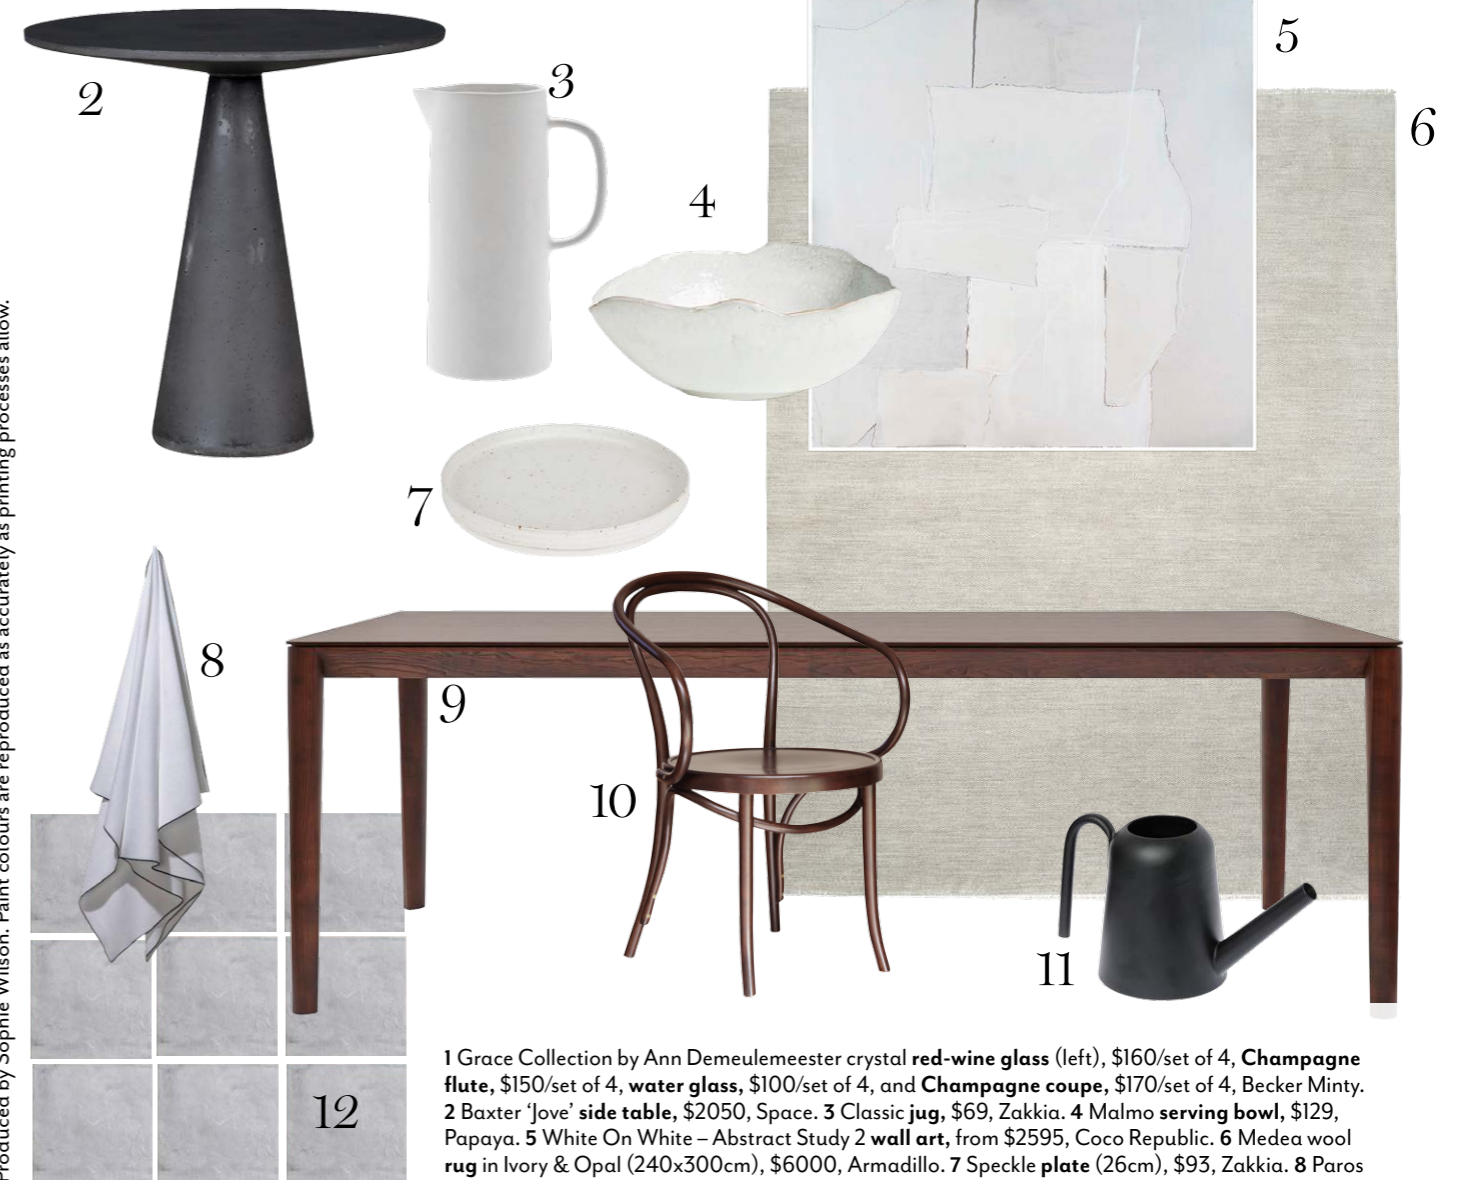 2
3
4
5
6
7
8
9
10
11
12
Produced by Sophie Wilson. Paint colours are reproduced as accurately as printing processes allow.
1 Grace Collection by Ann Demeulemeester crystal red-wine glass (left), $160/set of 4, Champagne
flute, $150/set of 4, water glass, $100/set of 4, and Champagne coupe, $170/set of 4, Becker Minty.
2 Baxter ‘Jove’ side table, $2050, Space. 3 Classic jug, $69, Zakkia. 4 Malmo serving bowl, $129,
Papaya. 5 White On White – Abstract Study 2 wall art, from $2595, Coco Republic. 6 Medea wool
rug in Ivory & Opal (240x300cm), $6000, Armadillo. 7 Speckle plate (26cm), $93, Zakkia. 8 Paros